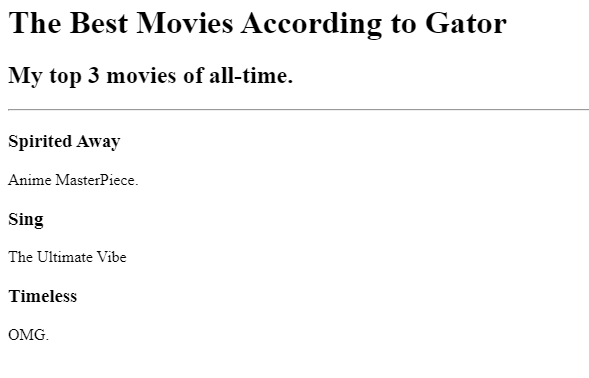 The Best Movies According to Gator
My top 3 movies of all-time.
Spirited Away
Anime MasterPiece.
Sing
The Ultimate Vibe
Timeless
OMG.